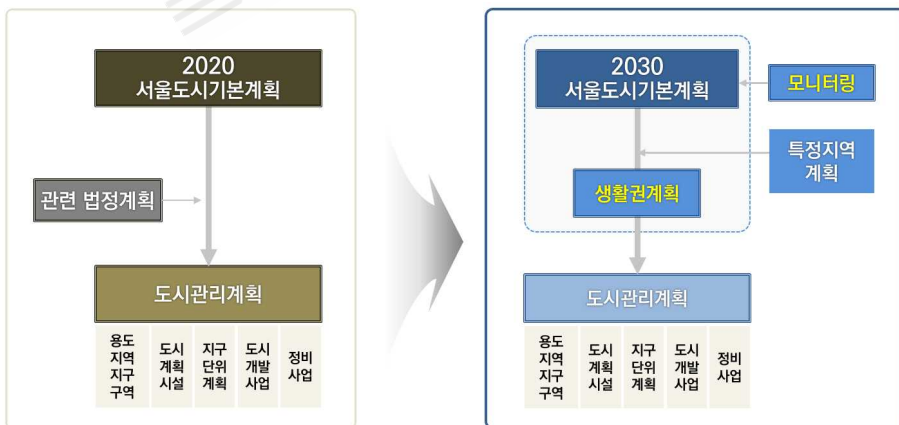 2020
서울도시기본계획
관련 법정계획
도시관리계획
용도
지역
지구
구역
도시
계획
시설
지구
단위
계획
도시
개발
사업
정비
사업
2030
서울도시기본계획
모니터링
특정지역
계획
생활권계획
도시관리계획
용도
지역
지구
구역
도시
계획
시설
지구
단위
계획
도시
개발
사업
정비
사업